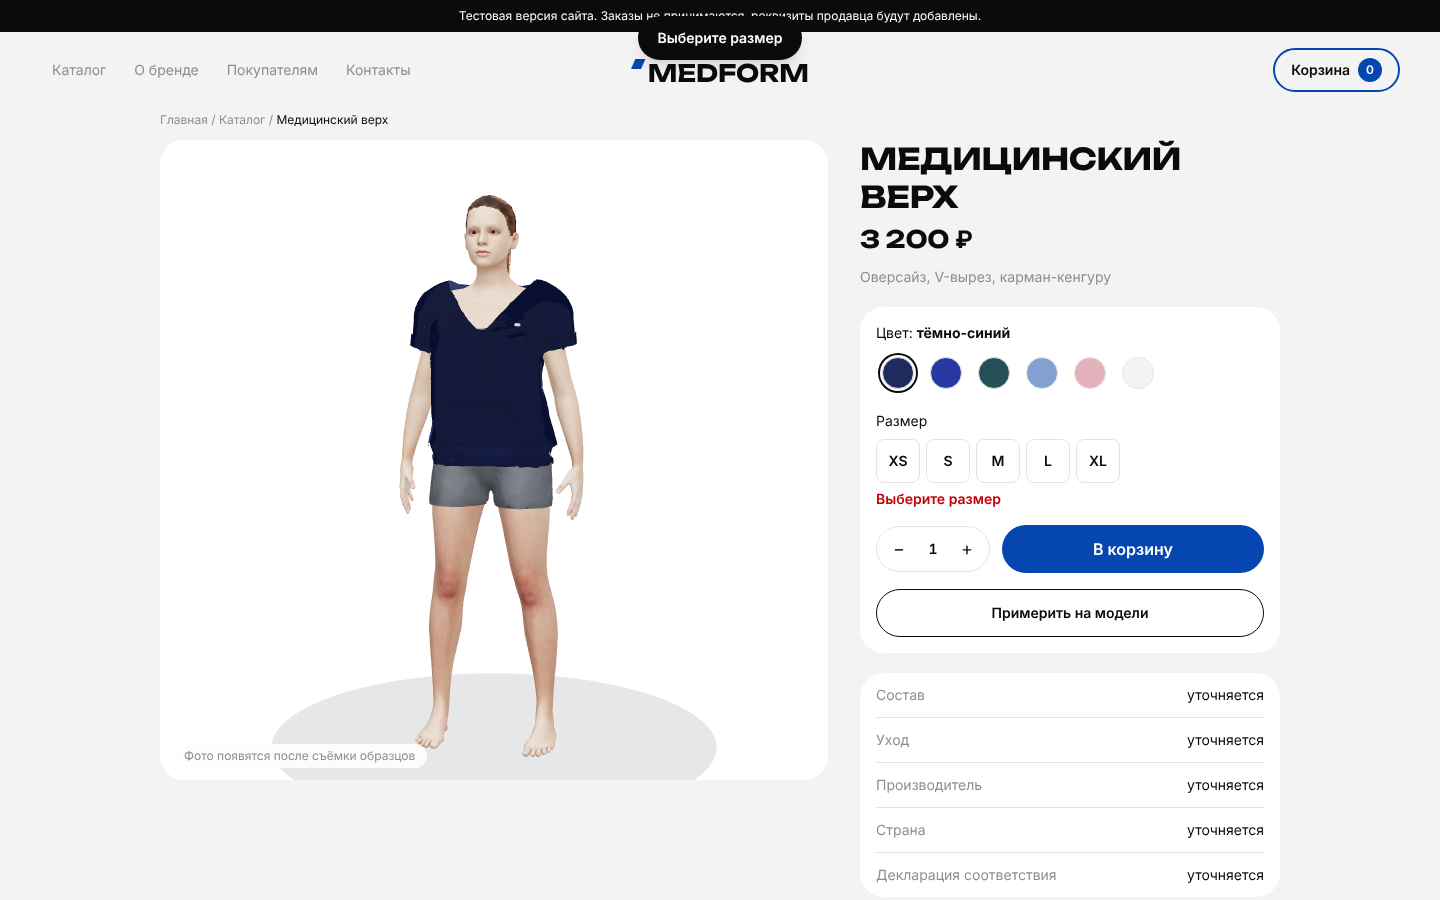 Тестовая версия сайта. Заказы не принимаются, реквизиты продавца будут добавлены.
Выберите размер
Каталог
О бренде
Покупателям
Контакты
MEDFORM
Корзина 0
Главная / Каталог / Медицинский верх
МЕДИЦИНСКИЙ
ВЕРХ
3 200 ₽
Оверсайз, V-вырез, карман-кенгуру
Цвет: тёмно-синий
Размер
XS S M L XL
Выберите размер
− 1 +
В корзину
Примерить на модели
Фото появятся после съёмки образцов
Состав уточняется
Уход уточняется
Производитель уточняется
Страна уточняется
Декларация соответствия уточняется